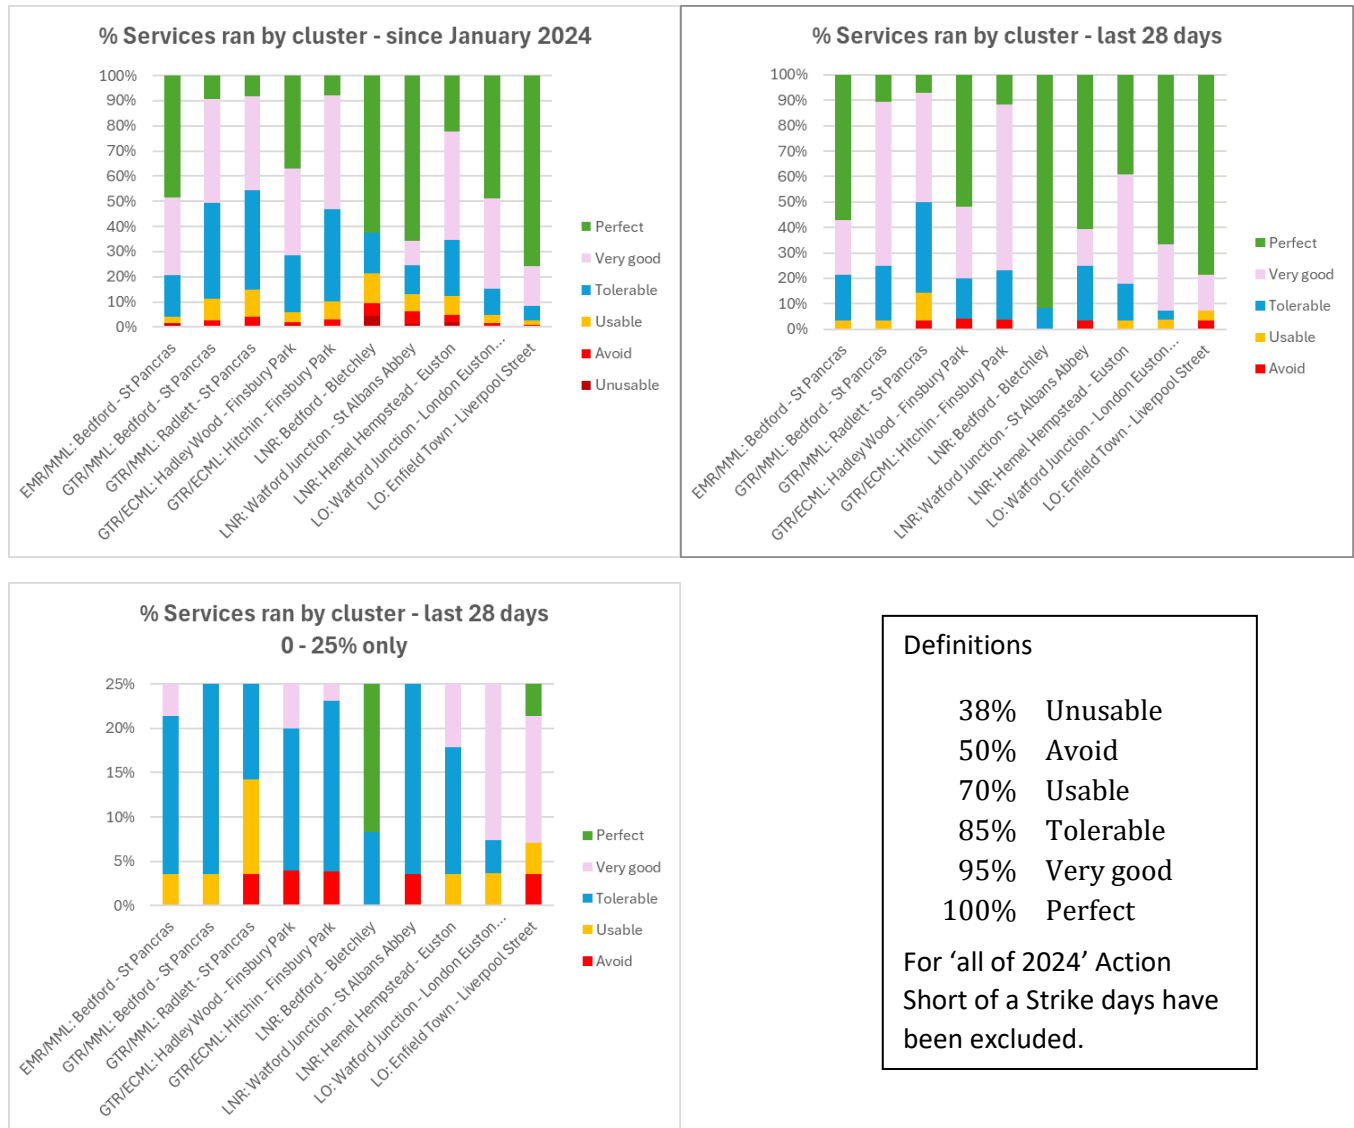 % Services ran by cluster - since January 2024
100%
90%
80%
70%
60%
50%
40%
30%
20%
10%
0%
Perfect
Very good
Tolerable
Usable
Avoid
Unusable
EMR/MML: Bedford - St Pancras
GTR/MML: Bedford - St Pancras
GTR/MML: Radlett - St Pancras
GTR/ECML: Hadley Wood - Finsbury Park
GTR/ECML: Hitchin - Finsbury Park
LNR: Bedford - Bletchley
LNR: Watford Junction - St Albans Abbey
LNR: Hemel Hempstead - Euston
LO: Watford Junction - London Euston...
LO: Enfield Town - Liverpool Street
% Services ran by cluster - last 28 days
100%
90%
80%
70%
60%
50%
40%
30%
20%
10%
0%
Perfect
Very good
Tolerable
Usable
Avoid
EMR/MML: Bedford - St Pancras
GTR/MML: Bedford - St Pancras
GTR/MML: Radlett - St Pancras
GTR/ECML: Hadley Wood - Finsbury Park
GTR/ECML: Hitchin - Finsbury Park
LNR: Bedford - Bletchley
LNR: Watford Junction - St Albans Abbey
LNR: Hemel Hempstead - Euston
LO: Watford Junction - London Euston...
LO: Enfield Town - Liverpool Street
% Services ran by cluster - last 28 days
0 - 25% only
25%
20%
15%
10%
5%
0%
Perfect
Very good
Tolerable
Usable
Avoid
EMR/MML: Bedford - St Pancras
GTR/MML: Bedford - St Pancras
GTR/MML: Radlett - St Pancras
GTR/ECML: Hadley Wood - Finsbury Park
GTR/ECML: Hitchin - Finsbury Park
LNR: Bedford - Bletchley
LNR: Watford Junction - St Albans Abbey
LNR: Hemel Hempstead - Euston
LO: Watford Junction - London Euston...
LO: Enfield Town - Liverpool Street
Definitions
38% Unusable
50% Avoid
70% Usable
85% Tolerable
95% Very good
100% Perfect
For ‘all of 2024’ Action
Short of a Strike days have
been excluded.